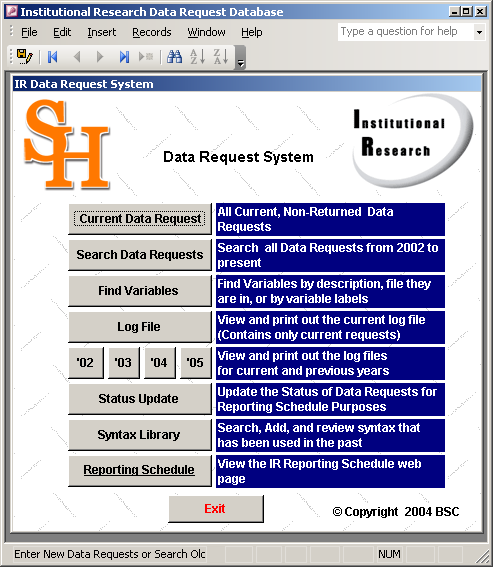 Institutional Research Data Request Database
File Edit Insert Records Window Help
Type a question for help
IR Data Request System
SH
Institutional
Research
Data Request System
Current Data Request
All Current, Non-Returned Data
Requests
Search Data Requests
Search all Data Requests from 2002 to
present
Find Variables
Find Variables by description, file they
are in, or by variable labels
Log File
View and print out the current log file
(Contains only current requests)
'02 '03 '04 '05
View and print out the log files
for current and previous years
Status Update
Update the Status of Data Requests for
Reporting Schedule Purposes
Syntax Library
Search, Add, and review syntax that
has been used in the past
Reporting Schedule
View the IR Reporting Schedule web
page
Exit
© Copyright 2004 BSC
Enter New Data Requests or Search Olc
NUM